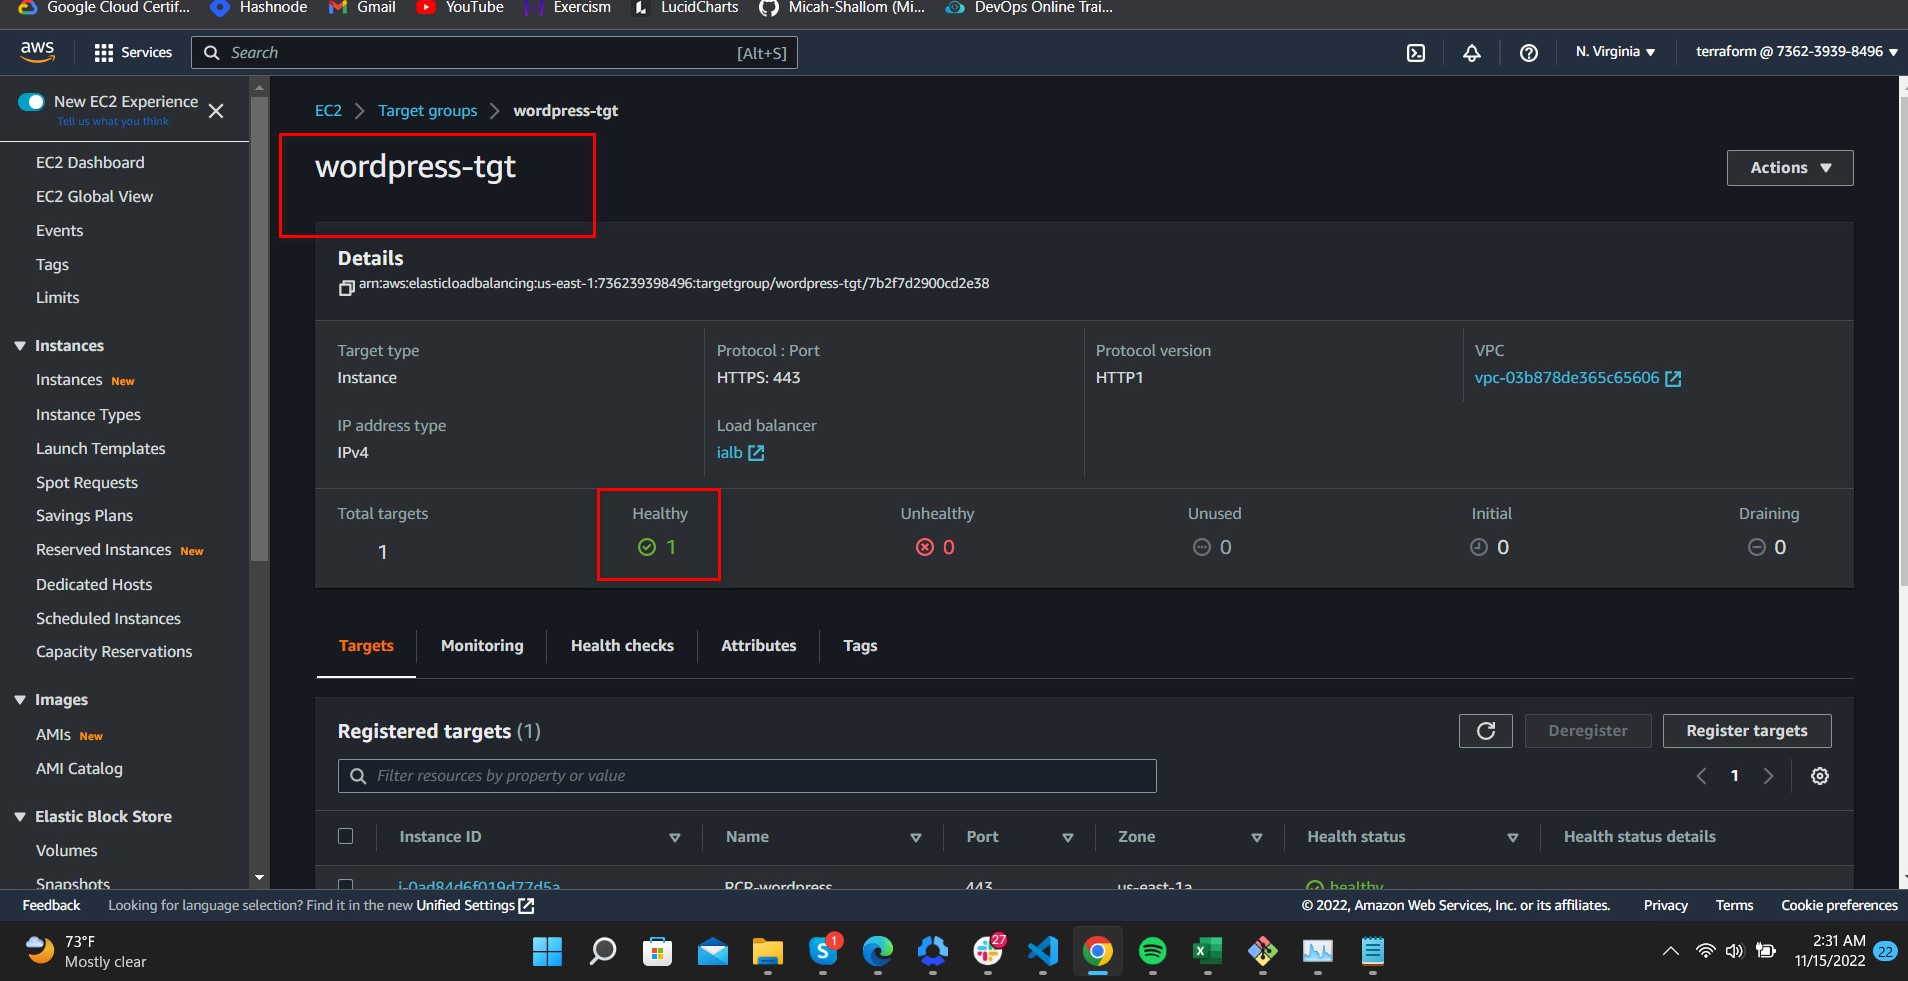 Google Cloud Certif...
Hashnode
Gmail
YouTube
Exercism
LucidCharts
Micah-Shallom (Mi...
DevOps Online Trai...
aws
Services
Search
[Alt+S]
N. Virginia
terraform @ 7362-3939-8496
New EC2 Experience
Tell us what you think
EC2 Dashboard
EC2 Global View
Events
Tags
Limits
Instances
Instances New
Instance Types
Launch Templates
Spot Requests
Savings Plans
Reserved Instances New
Dedicated Hosts
Scheduled Instances
Capacity Reservations
Images
AMIs New
AMI Catalog
Elastic Block Store
Volumes
Snapshots
EC2 > Target groups > wordpress-tgt
wordpress-tgt
Actions
Details
arn:aws:elasticloadbalancing:us-east-1:736239398496:targetgroup/wordpress-tgt/7b2f7d2900cd2e38
Target type
Instance
Protocol : Port
HTTPS: 443
Protocol version
HTTP1
VPC
vpc-03b878de365c65606
IP address type
IPv4
Load balancer
ialb
Total targets
1
Healthy
1
Unhealthy
0
Unused
0
Initial
0
Draining
0
Targets
Monitoring
Health checks
Attributes
Tags
Registered targets (1)
Deregister
Register targets
Filter resources by property or value
1
Instance ID
Name
Port
Zone
Health status
Health status details
i-0ad84d6f019d77d5a
PCR-wordpress
443
us-east-1a
healthy
Feedback
Looking for language selection? Find it in the new Unified Settings
© 2022, Amazon Web Services, Inc. or its affiliates.
Privacy
Terms
Cookie preferences
73°F
Mostly clear
1
27
2:31 AM
11/15/2022
22